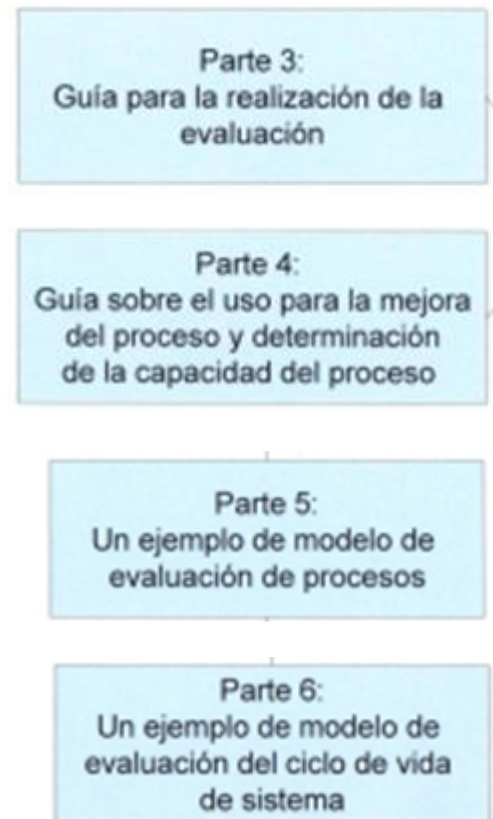 Parte 3:
Guía para la realización de la
evaluación
Parte 4:
Guía sobre el uso para la mejora
del proceso y determinación
de la capacidad del proceso
Parte 5:
Un ejemplo de modelo de
evaluación de procesos
Parte 6:
Un ejemplo de modelo de
evaluación del ciclo de vida
de sistema